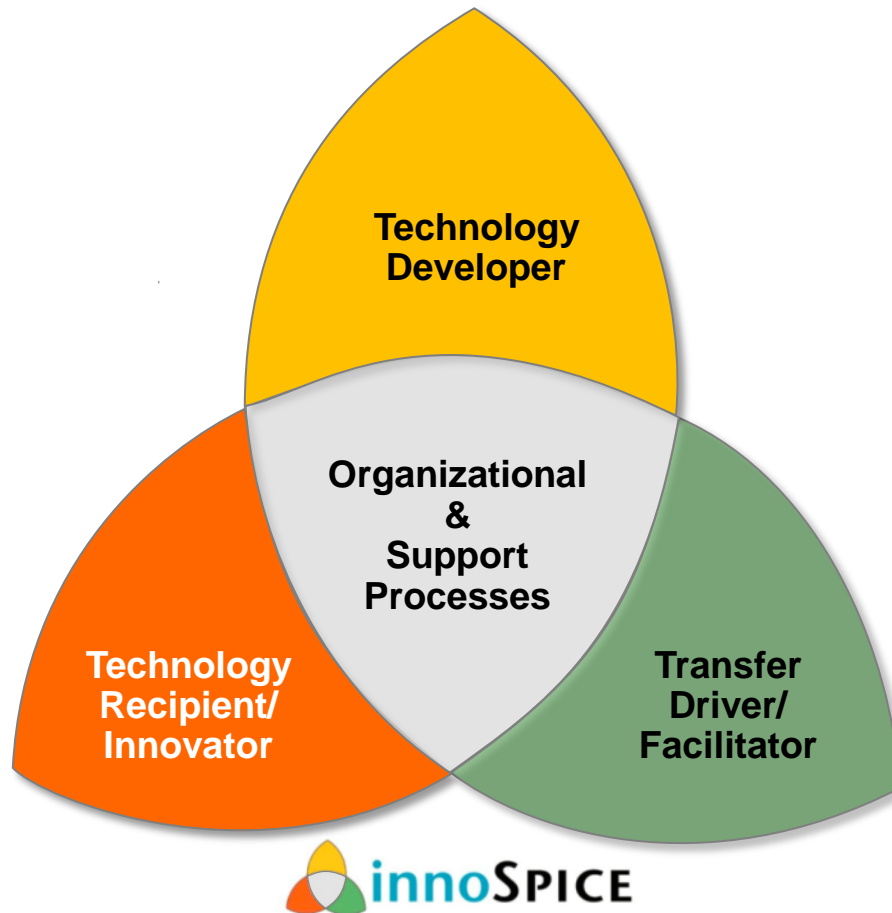 Technology
Developer
Organizational
&
Support
Processes
Technology
Recipient/
Innovator
Transfer
Driver/
Facilitator
innoSPICE